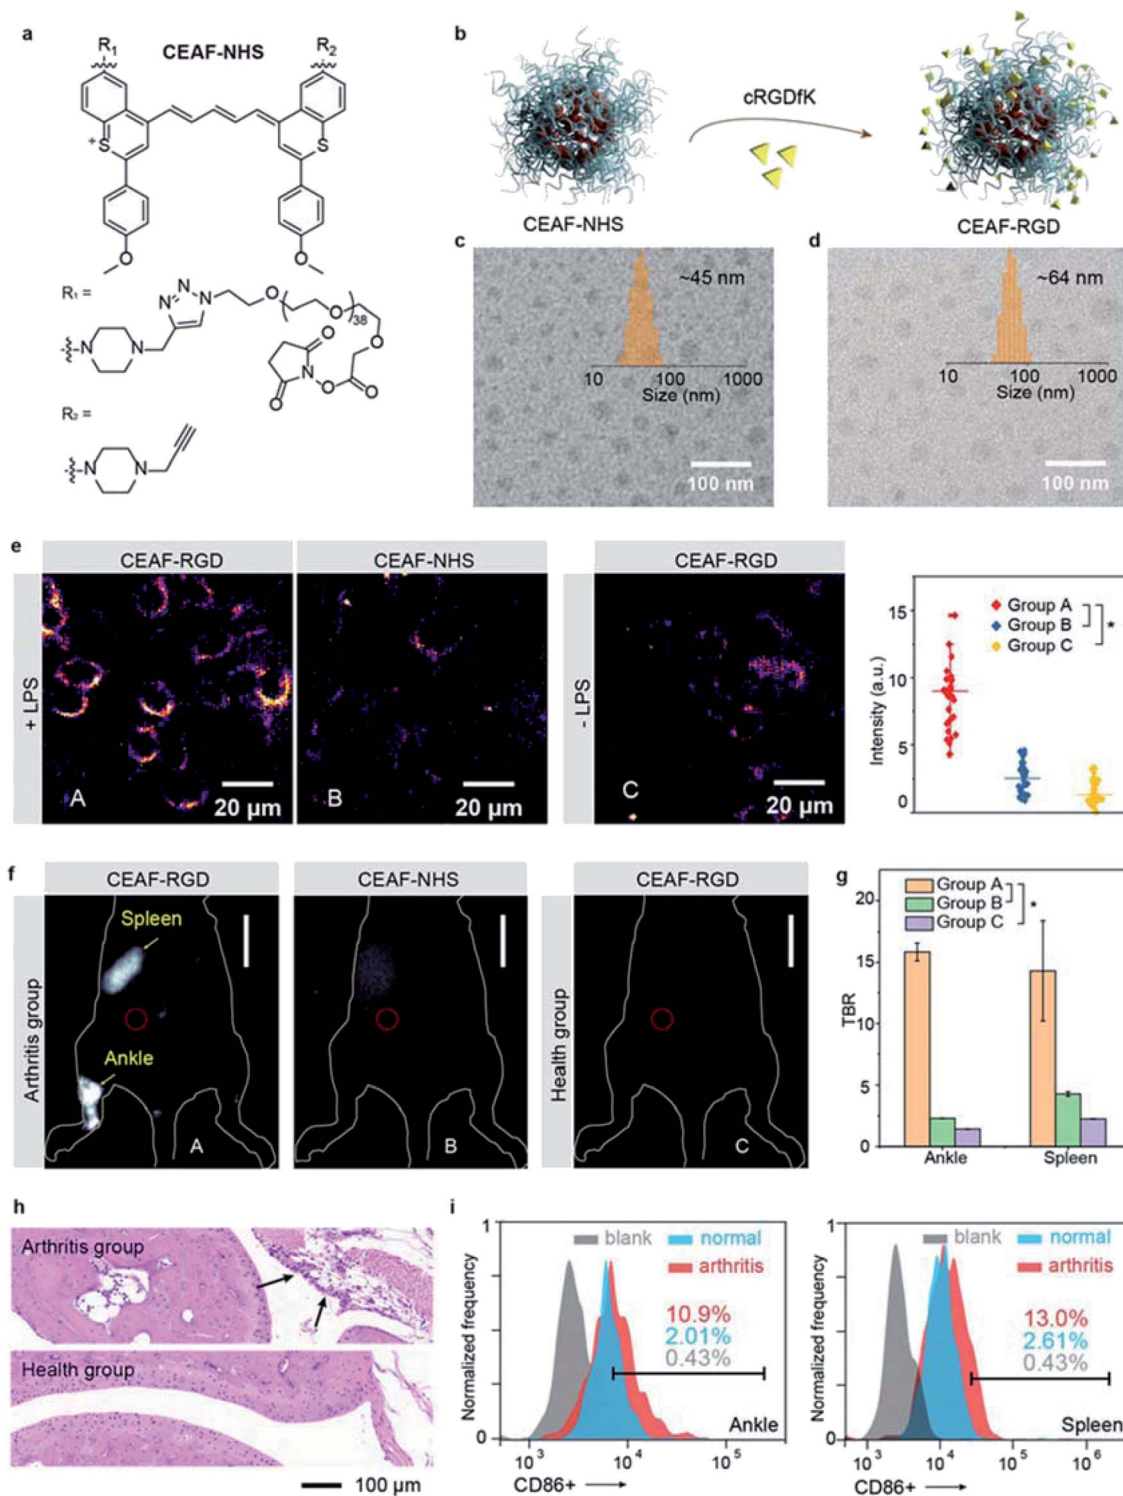 a
R1
CEAF-NHS
R2
+
S
S
O
O
R1 =
N
N
N
N
N
O
O
38
O
O
O
N
O
O
O
R2 =
N
N
b
cRGDfK
CEAF-NHS
CEAF-RGD
c
~45 nm
10 100 1000
Size (nm)
100 nm
d
~64 nm
10 100 1000
Size (nm)
100 nm
e
CEAF-RGD
CEAF-NHS
CEAF-RGD
+ LPS
- LPS
A
20 μm
B
20 μm
C
20 μm
Group A
Group B
Group C
*
Intensity (a.u.)
15
10
5
0
f
CEAF-RGD
CEAF-NHS
CEAF-RGD
Arthritis group
Health group
Spleen
Ankle
A
B
C
g
Group A
Group B
Group C
*
TBR
20
15
10
5
0
Ankle
Spleen
h
Arthritis group
Health group
100 μm
i
Normalized frequency
1
0
blank
normal
arthritis
10.9%
2.01%
0.43%
Ankle
10³ 10⁴ 10⁵
CD86+
Normalized frequency
1
0
blank
normal
arthritis
13.0%
2.61%
0.43%
Spleen
10³ 10⁴ 10⁵ 10⁶
CD86+